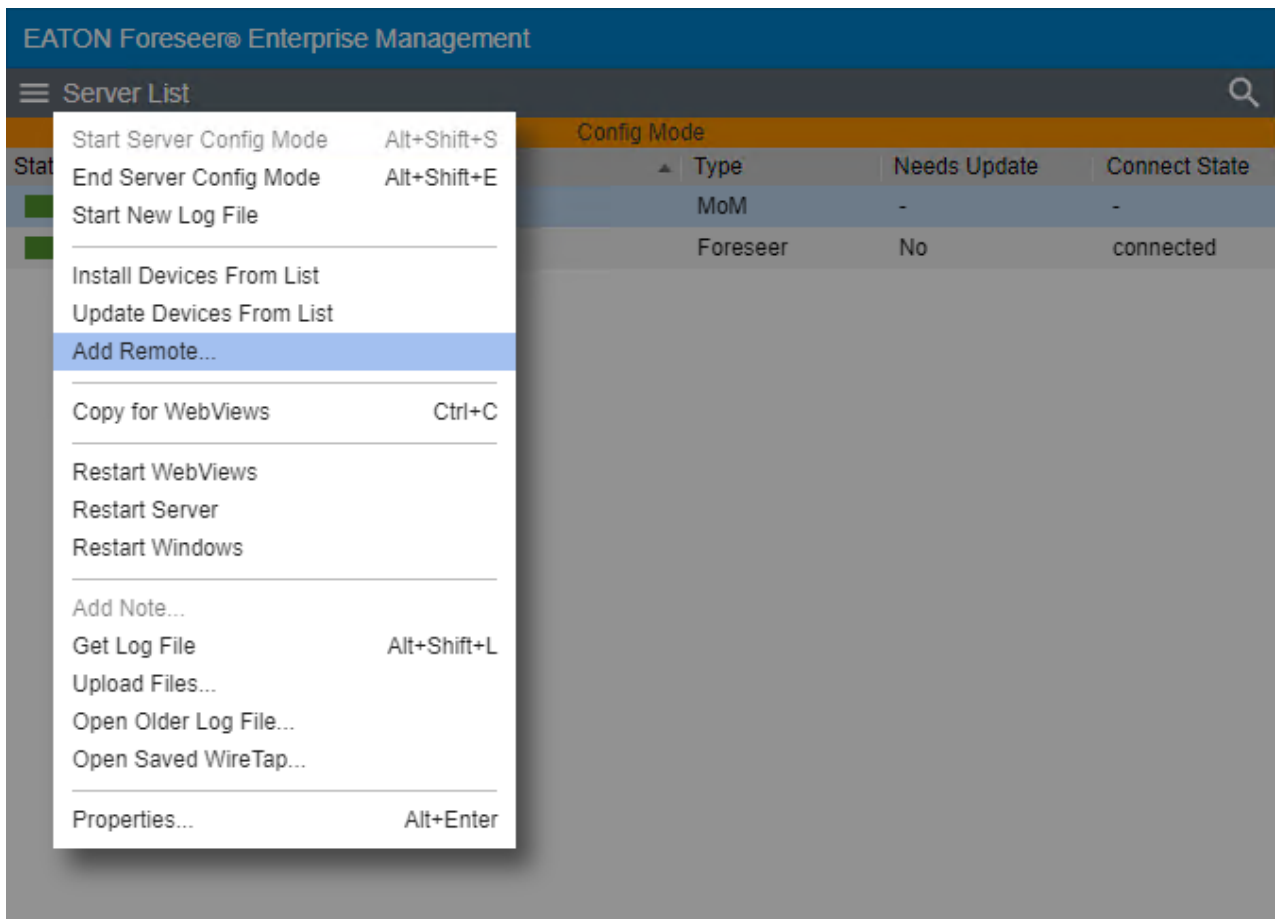 EATON Foreseer® Enterprise Management
Server List
Config Mode
Stat Type Needs Update Connect State
MoM - -
Foreseer No connected
Start Server Config Mode Alt+Shift+S
End Server Config Mode Alt+Shift+E
Start New Log File
Install Devices From List
Update Devices From List
Add Remote...
Copy for WebViews Ctrl+C
Restart WebViews
Restart Server
Restart Windows
Add Note...
Get Log File Alt+Shift+L
Upload Files...
Open Older Log File...
Open Saved WireTap...
Properties... Alt+Enter